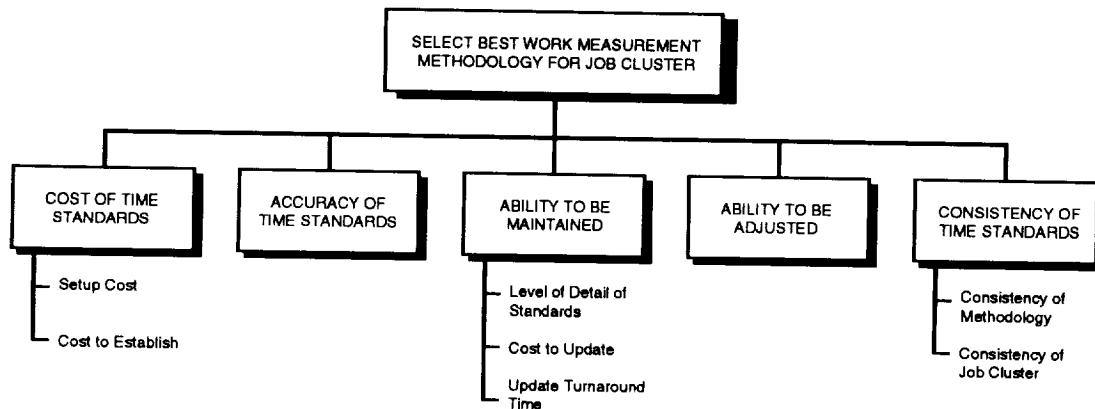 SELECT BEST WORK MEASUREMENT
METHODOLOGY FOR JOB CLUSTER
COST OF TIME
STANDARDS
ACCURACY OF
TIME STANDARDS
ABILITY TO BE
MAINTAINED
ABILITY TO BE
ADJUSTED
CONSISTENCY OF
TIME STANDARDS
Setup Cost
Cost to Establish
Level of Detail of
Standards
Cost to Update
Update Turnaround
Time
Consistency of
Methodology
Consistency of
Job Cluster